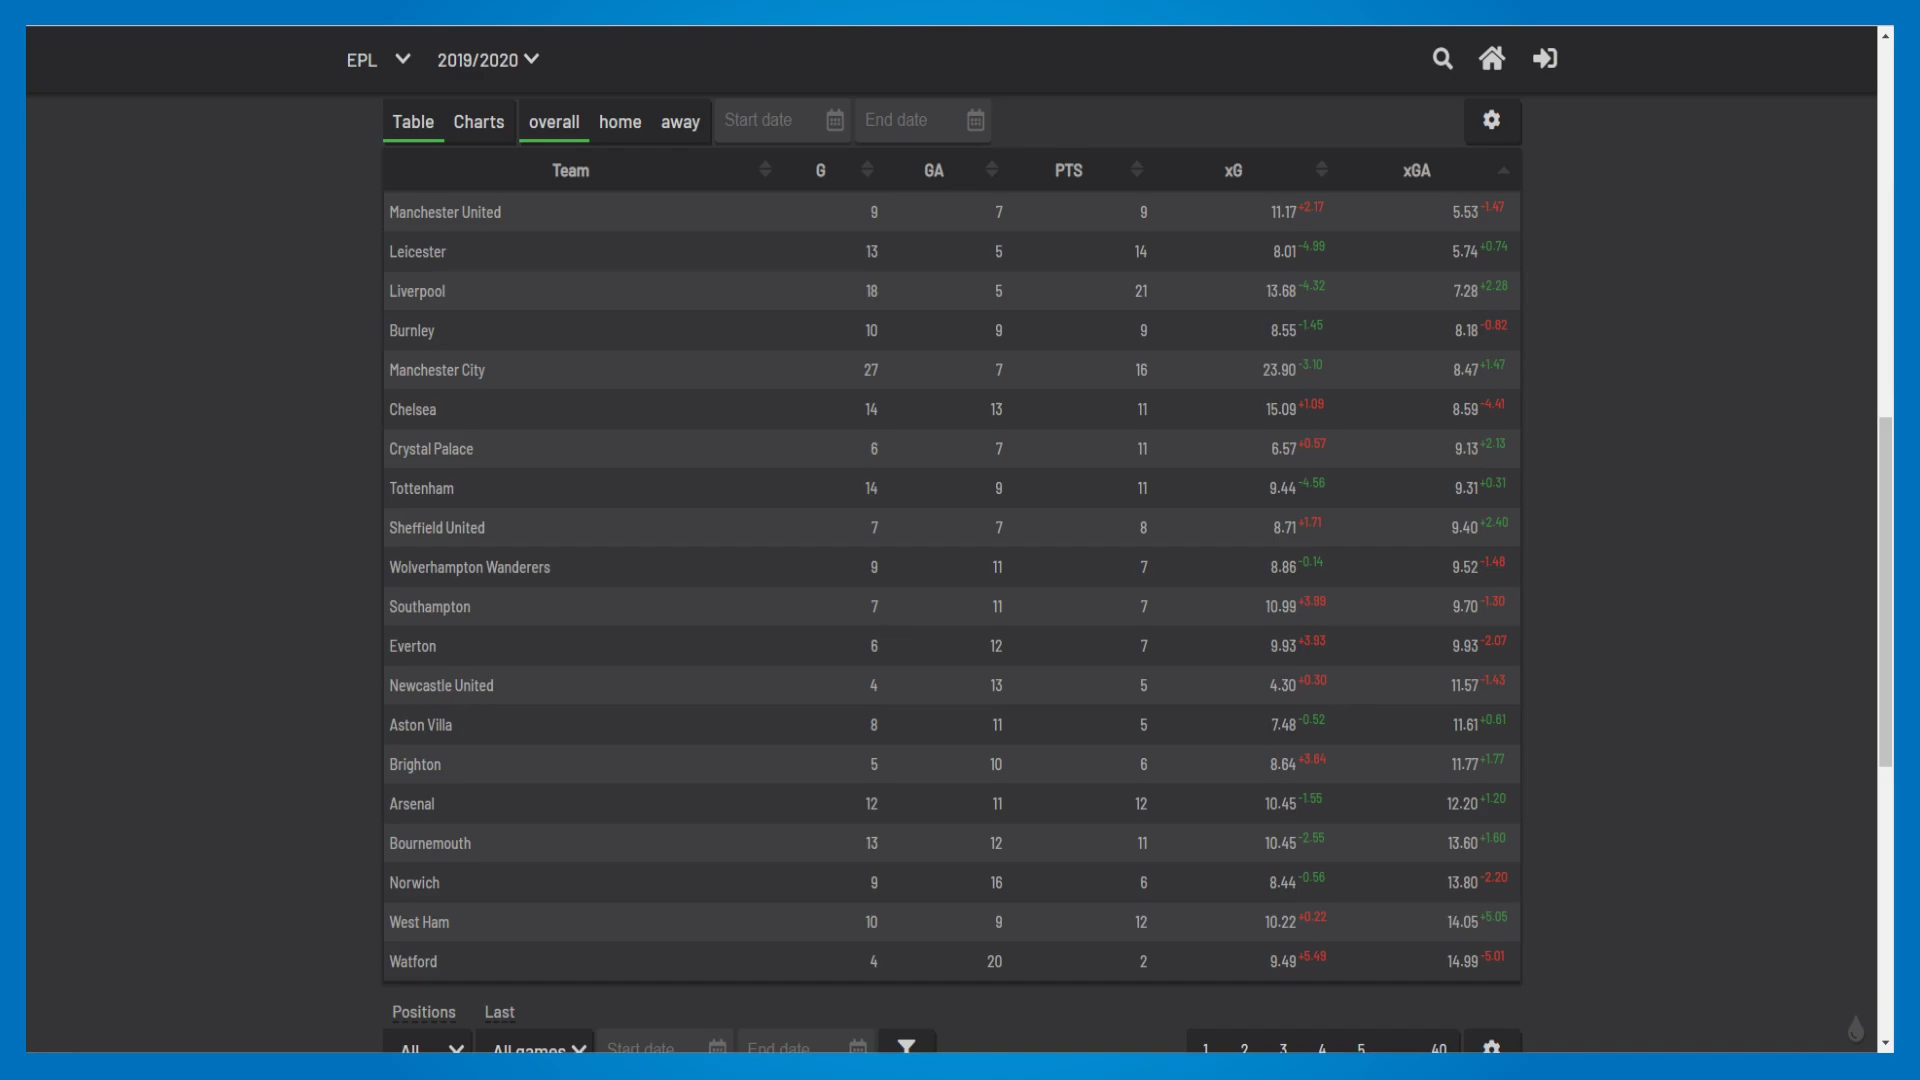 EPL 2019/2020
Table Charts overall home away Start date End date
Team G GA PTS xG xGA
Manchester United 9 7 9 11.17 +2.17 5.53 -1.47
Leicester 13 5 14 8.01 -4.99 5.74 +0.74
Liverpool 18 5 21 13.68 -4.32 7.28 +2.28
Burnley 10 9 9 8.55 -1.45 8.18 -0.82
Manchester City 27 7 16 23.90 -3.10 8.47 +1.47
Chelsea 14 13 11 15.09 +1.09 8.59 -4.41
Crystal Palace 6 7 11 6.57 +0.57 9.13 +2.13
Tottenham 14 9 11 9.44 -4.56 9.31 +0.31
Sheffield United 7 7 8 8.71 +1.71 9.40 +2.40
Wolverhampton Wanderers 9 11 7 8.86 -0.14 9.52 -1.48
Southampton 7 11 7 10.99 +3.99 9.70 -1.30
Everton 6 12 7 9.93 +3.93 9.93 -2.07
Newcastle United 4 13 5 4.30 +0.30 11.57 -1.43
Aston Villa 8 11 5 7.48 -0.52 11.61 +0.61
Brighton 5 10 6 8.64 +3.64 11.77 +1.77
Arsenal 12 11 12 10.45 -1.55 12.20 +1.20
Bournemouth 13 12 11 10.45 -2.55 13.60 +1.60
Norwich 9 16 6 8.44 -0.56 13.80 -2.20
West Ham 10 9 12 10.22 +0.22 14.05 +5.05
Watford 4 20 2 9.49 +5.49 14.99 -5.01
Positions Last
All All games Start date End date 1 2 3 4 5 40